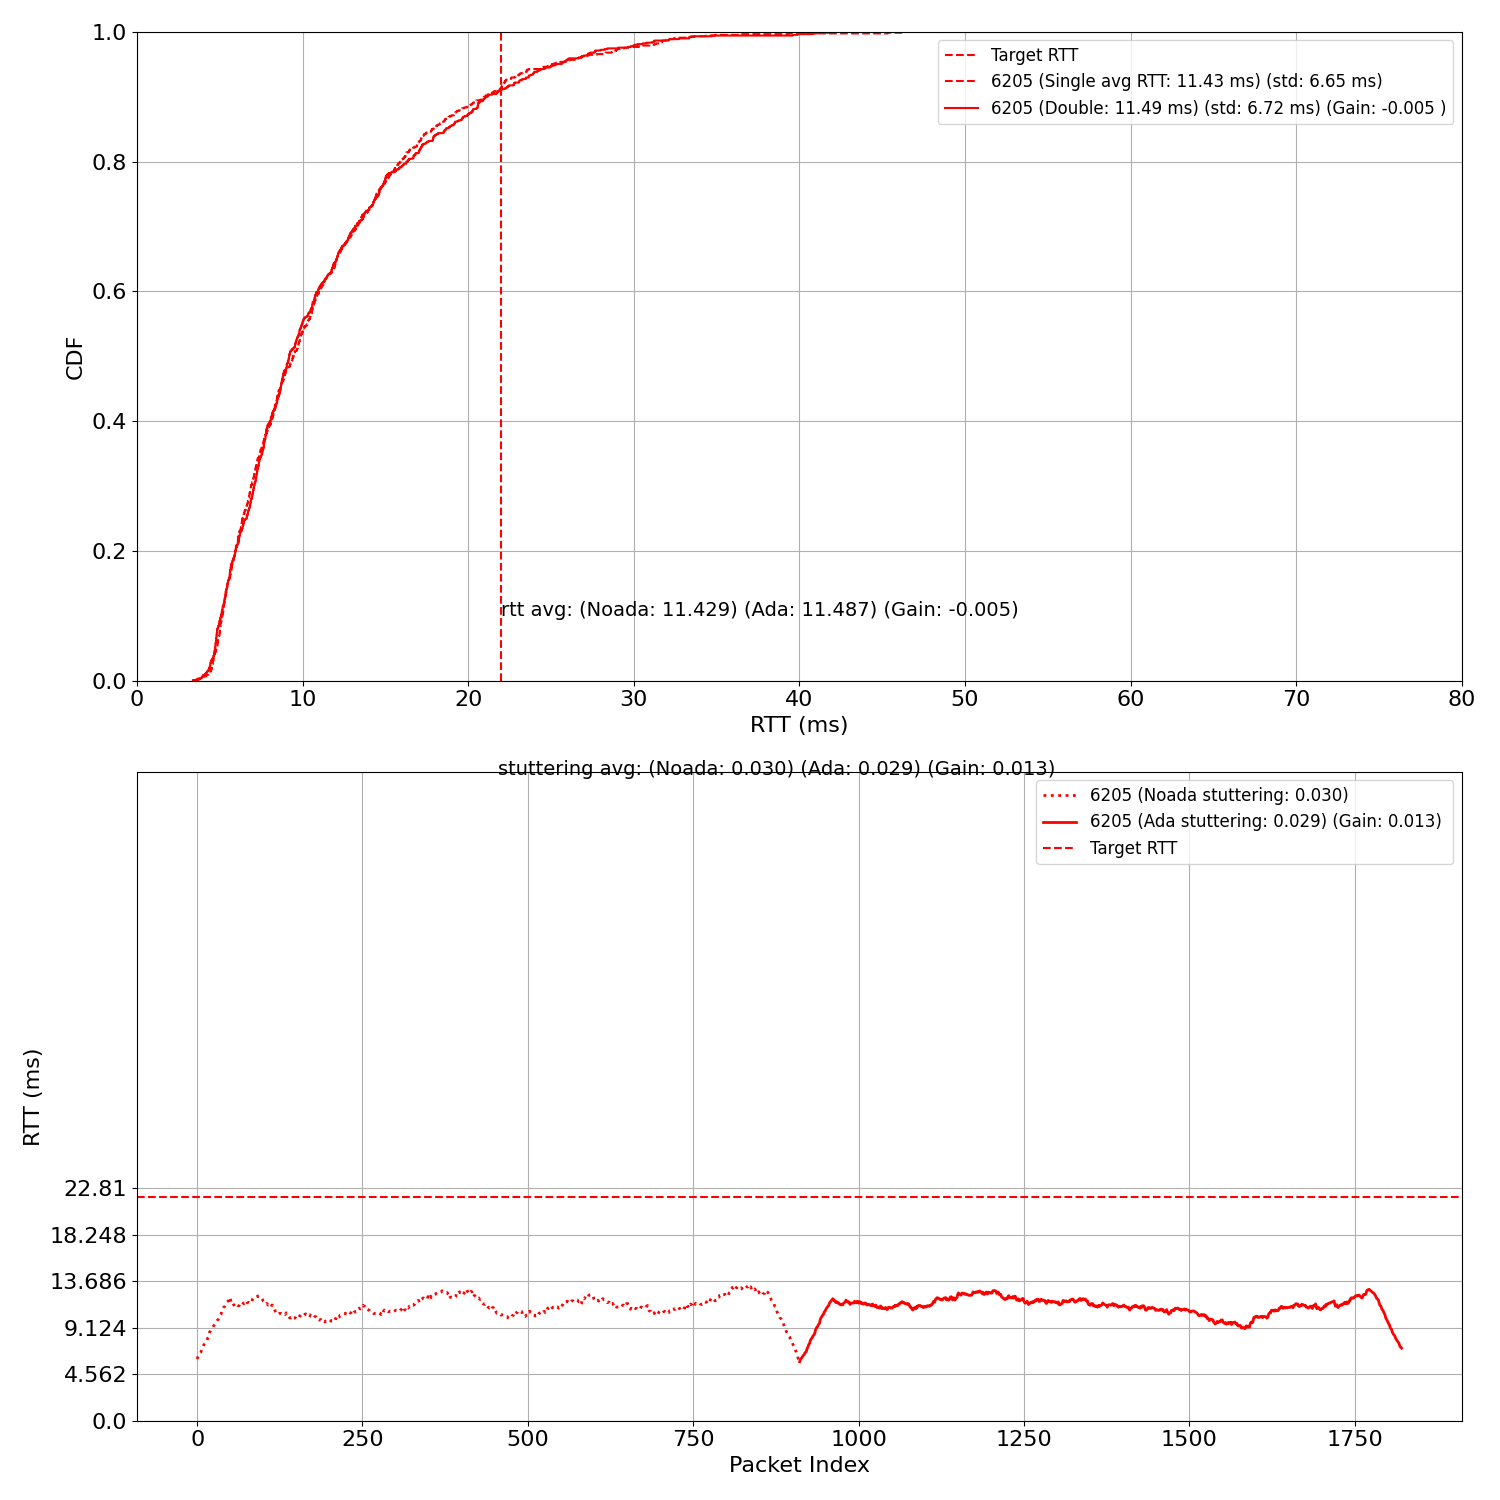 1.0
0.8
0.6
0.4
0.2
0.0
CDF
Target RTT
6205 (Single avg RTT: 11.43 ms) (std: 6.65 ms)
6205 (Double: 11.49 ms) (std: 6.72 ms) (Gain: -0.005 )
rtt avg: (Noada: 11.429) (Ada: 11.487) (Gain: -0.005)
0 10 20 30 40 50 60 70 80
RTT (ms)
stuttering avg: (Noada: 0.030) (Ada: 0.029) (Gain: 0.013)
6205 (Noada stuttering: 0.030)
6205 (Ada stuttering: 0.029) (Gain: 0.013)
Target RTT
RTT (ms)
22.81
18.248
13.686
9.124
4.562
0.0
0 250 500 750 1000 1250 1500 1750
Packet Index